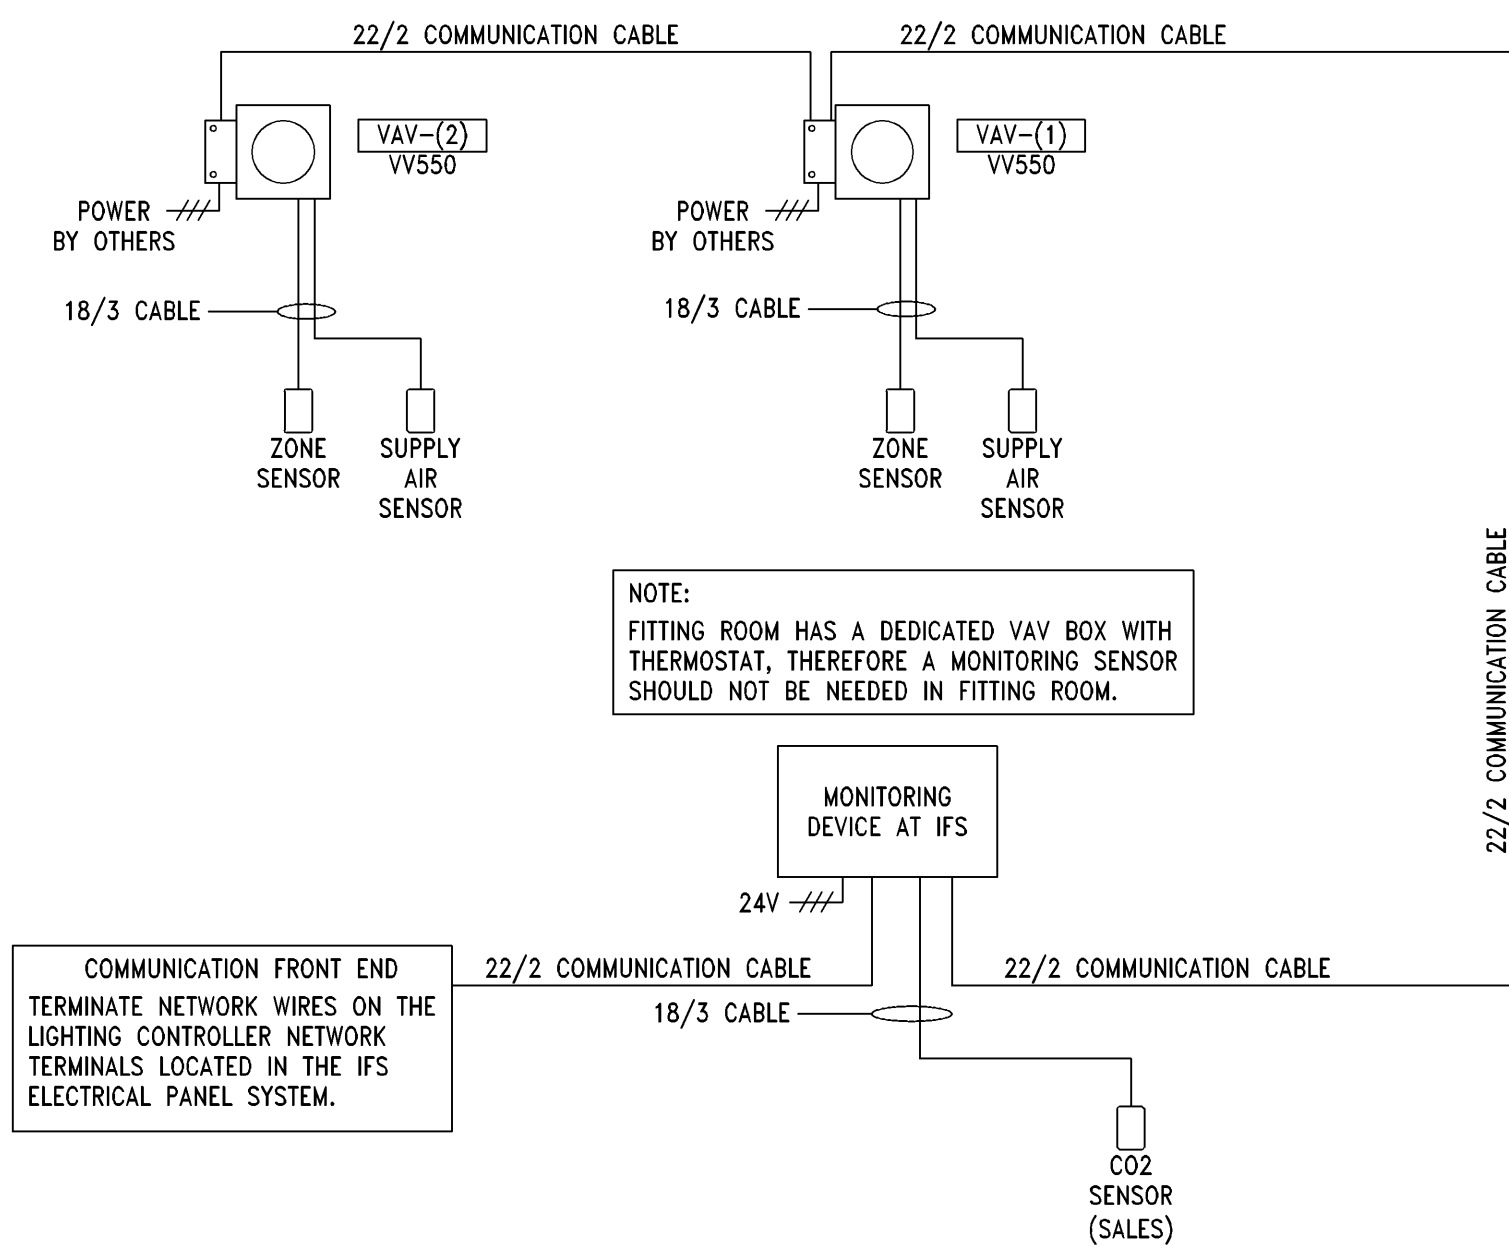 22/2 COMMUNICATION CABLE
22/2 COMMUNICATION CABLE
VAV-(2)
VV550
VAV-(1)
VV550
POWER
BY OTHERS
POWER
BY OTHERS
18/3 CABLE
18/3 CABLE
ZONE
SENSOR
SUPPLY
AIR
SENSOR
ZONE
SENSOR
SUPPLY
AIR
SENSOR
22/2 COMMUNICATION CABLE
NOTE:
FITTING ROOM HAS A DEDICATED VAV BOX WITH
THERMOSTAT, THEREFORE A MONITORING SENSOR
SHOULD NOT BE NEEDED IN FITTING ROOM.
MONITORING
DEVICE AT IFS
24V
COMMUNICATION FRONT END
TERMINATE NETWORK WIRES ON THE
LIGHTING CONTROLLER NETWORK
TERMINALS LOCATED IN THE IFS
ELECTRICAL PANEL SYSTEM.
22/2 COMMUNICATION CABLE
22/2 COMMUNICATION CABLE
18/3 CABLE
CO2
SENSOR
(SALES)